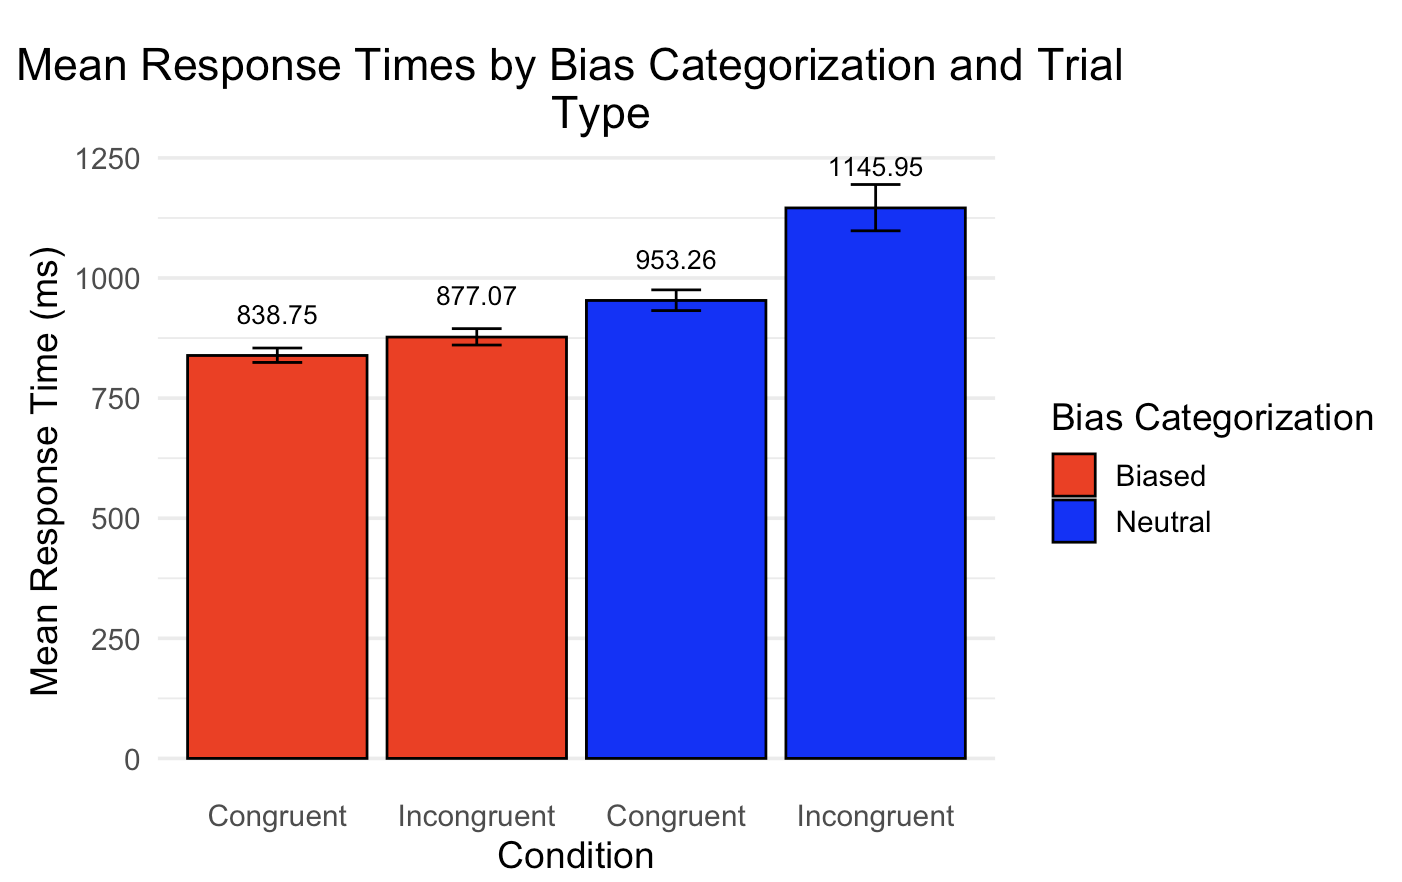 Mean Response Times by Bias Categorization and Trial
Type
Mean Response Time (ms)
1250
1000
750
500
250
0
838.75
877.07
953.26
1145.95
Congruent
Incongruent
Congruent
Incongruent
Condition
Bias Categorization
Biased
Neutral